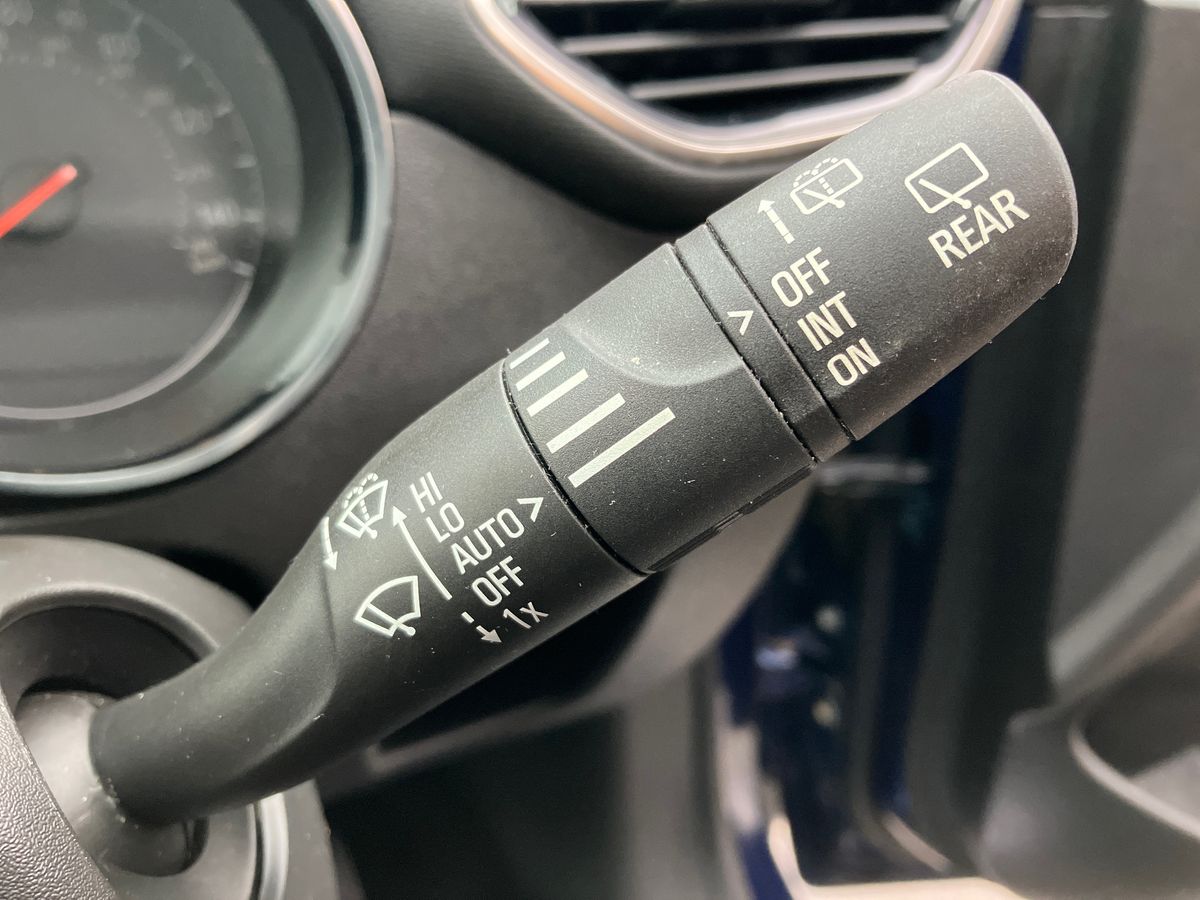 REAR
OFF
INT
ON
>
HI
LO
AUTO >
OFF
1x